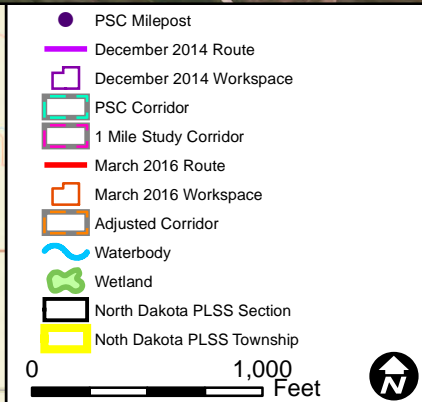 PSC Milepost
December 2014 Route
December 2014 Workspace
PSC Corridor
1 Mile Study Corridor
March 2016 Route
March 2016 Workspace
Adjusted Corridor
Waterbody
Wetland
North Dakota PLSS Section
Noth Dakota PLSS Township
0 1,000
Feet